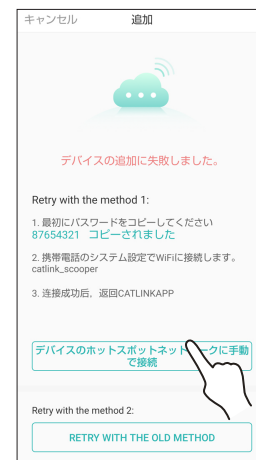 キャンセル 追加
デバイスの追加に失敗しました。
Retry with the method 1:
1. 最初にパスワードをコピーしてください
87654321 コピーされました
2. 携帯電話のシステム設定でWiFiに接続します。
catlink_scooper
3. 连接成功后，返回CATLINKAPP
デバイスのホットスポットネットワークに手動
で接続
Retry with the method 2:
RETRY WITH THE OLD METHOD